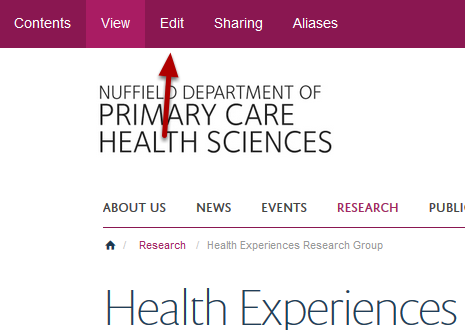 Contents View Edit Sharing Aliases
NUFFIELD DEPARTMENT OF
PRIMARY CARE
HEALTH SCIENCES
ABOUT US NEWS EVENTS RESEARCH PUBLI
/ Research / Health Experiences Research Group
Health Experiences